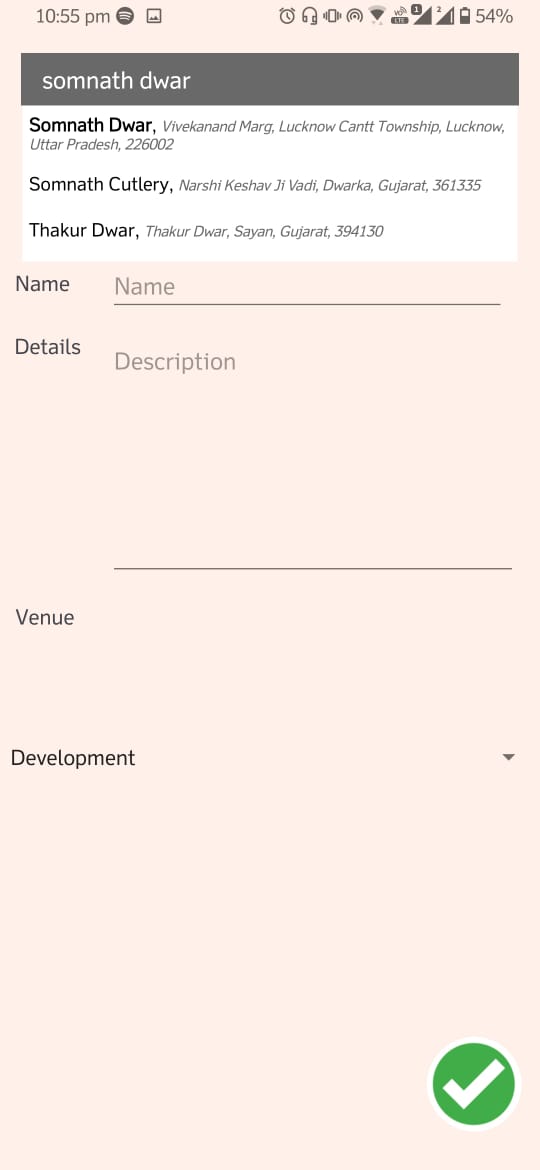 10:55 pm 54%
somnath dwar
Somnath Dwar, Vivekanand Marg, Lucknow Cantt Township, Lucknow,
Uttar Pradesh, 226002
Somnath Cutlery, Narshi Keshav Ji Vadi, Dwarka, Gujarat, 361335
Thakur Dwar, Thakur Dwar, Sayan, Gujarat, 394130
Name Name
Details
Description
Venue
Development